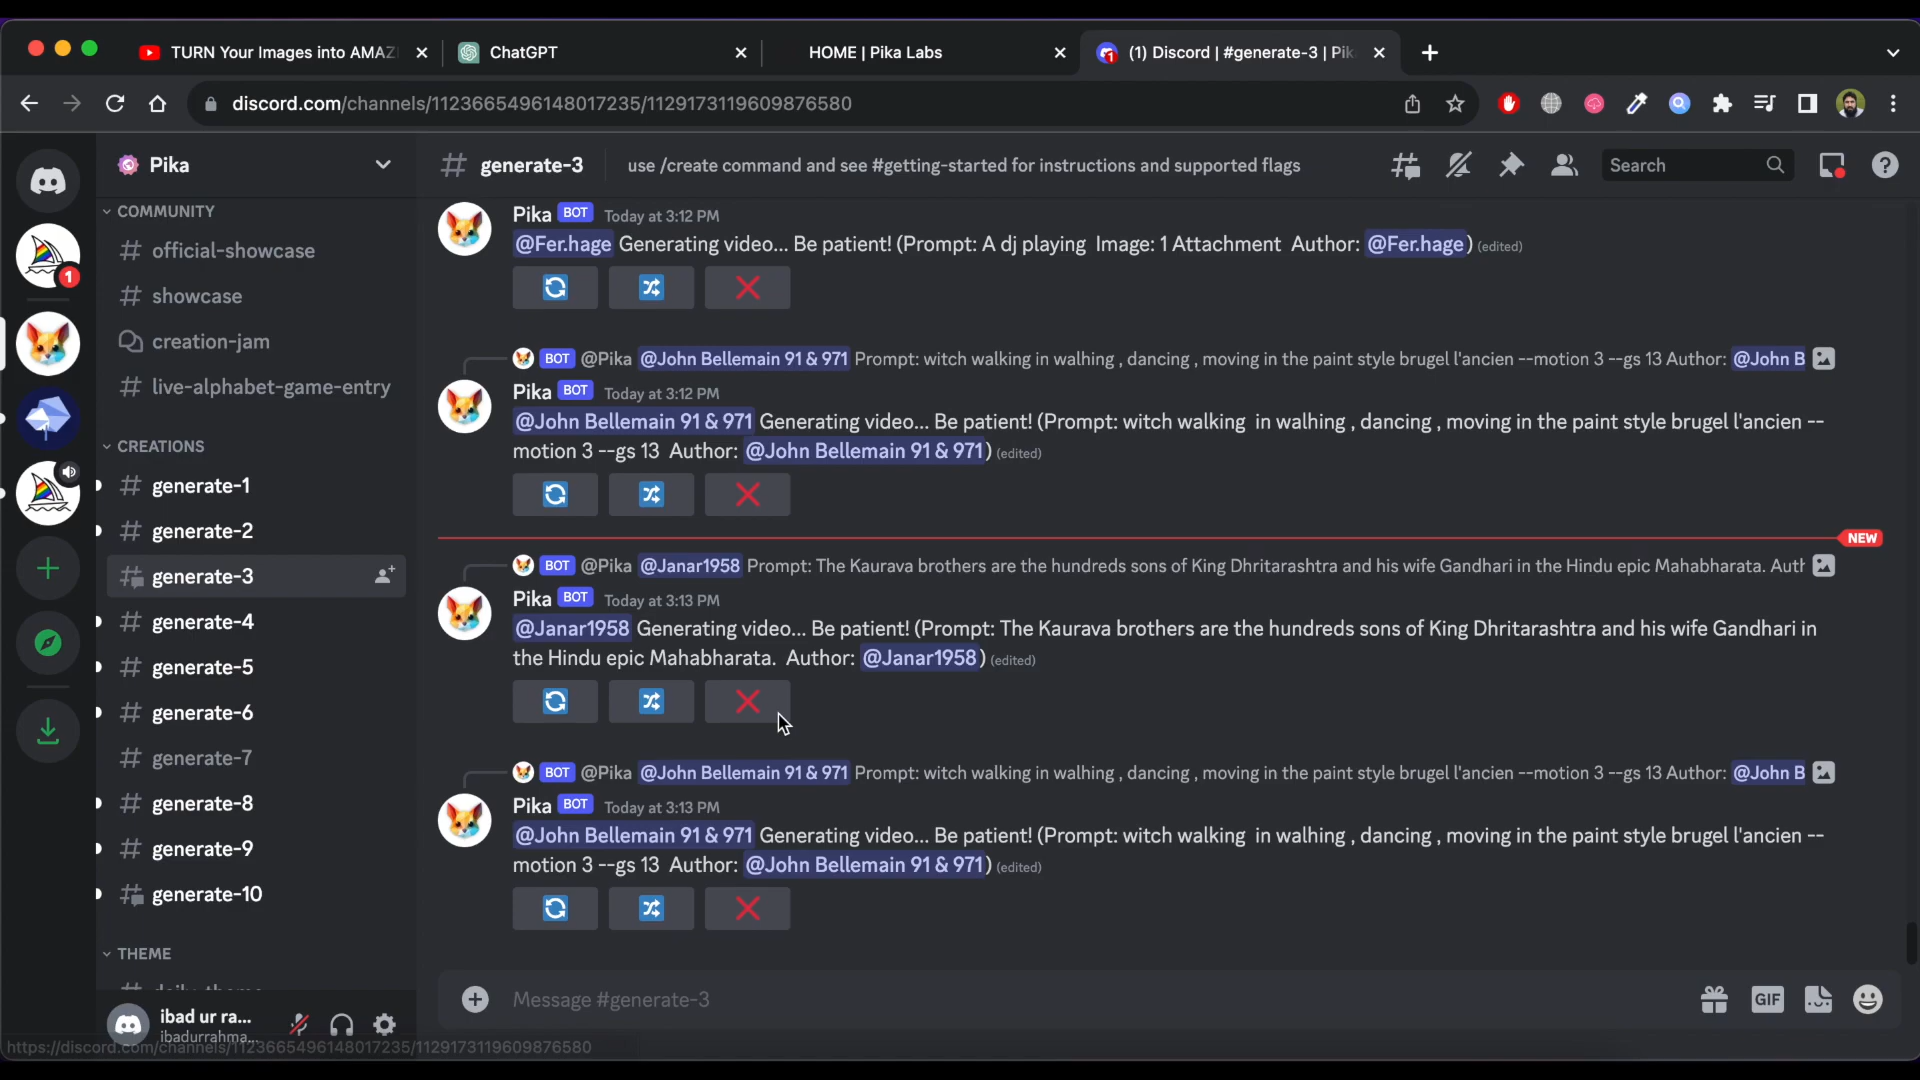 TURN Your Images into AMAZ
ChatGPT
HOME | Pika Labs
(1) Discord | #generate-3 | Pik
discord.com/channels/1123665496148017235/1129173119609876580
Pika
# generate-3
use /create command and see #getting-started for instructions and supported flags
Search
COMMUNITY
# official-showcase
# showcase
creation-jam
# live-alphabet-game-entry
CREATIONS
# generate-1
# generate-2
# generate-3
# generate-4
# generate-5
# generate-6
# generate-7
# generate-8
# generate-9
# generate-10
THEME
1
ibad ur ra...
ibadurrahma...
https://discord.com/channels/1123665496148017235/1129173119609876580
Pika BOT Today at 3:12 PM
@Fer.hage Generating video... Be patient! (Prompt: A dj playing Image: 1 Attachment Author: @Fer.hage) (edited)
BOT @Pika @John Bellemain 91 & 971 Prompt: witch walking in walhing , dancing , moving in the paint style brugel l'ancien --motion 3 --gs 13 Author: @John B
Pika BOT Today at 3:12 PM
@John Bellemain 91 & 971 Generating video... Be patient! (Prompt: witch walking in walhing , dancing , moving in the paint style brugel l'ancien --
motion 3 --gs 13 Author: @John Bellemain 91 & 971) (edited)
NEW
BOT @Pika @Janar1958 Prompt: The Kaurava brothers are the hundreds sons of King Dhritarashtra and his wife Gandhari in the Hindu epic Mahabharata. Auth
Pika BOT Today at 3:13 PM
@Janar1958 Generating video... Be patient! (Prompt: The Kaurava brothers are the hundreds sons of King Dhritarashtra and his wife Gandhari in
the Hindu epic Mahabharata. Author: @Janar1958) (edited)
BOT @Pika @John Bellemain 91 & 971 Prompt: witch walking in walhing , dancing , moving in the paint style brugel l'ancien --motion 3 --gs 13 Author: @John B
Pika BOT Today at 3:13 PM
@John Bellemain 91 & 971 Generating video... Be patient! (Prompt: witch walking in walhing , dancing , moving in the paint style brugel l'ancien --
motion 3 --gs 13 Author: @John Bellemain 91 & 971) (edited)
Message #generate-3
GIF